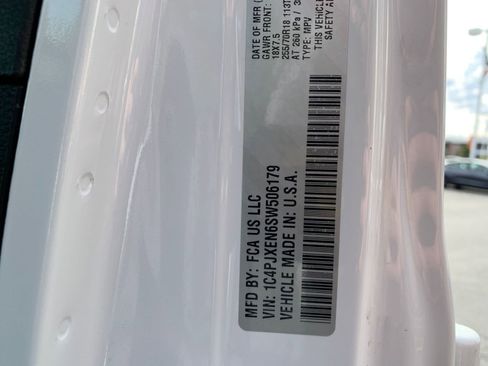 DATE OF MFR
GAWR FRONT:
18X7.5
255/70R18 113T
AT 260 kPa /
TYPE: MPV
THIS VEHICLE
SAFETY
MFD BY: FCA US LLC
VIN: 1C4PJXEN6SW506179
VEHICLE MADE IN: U.S.A.